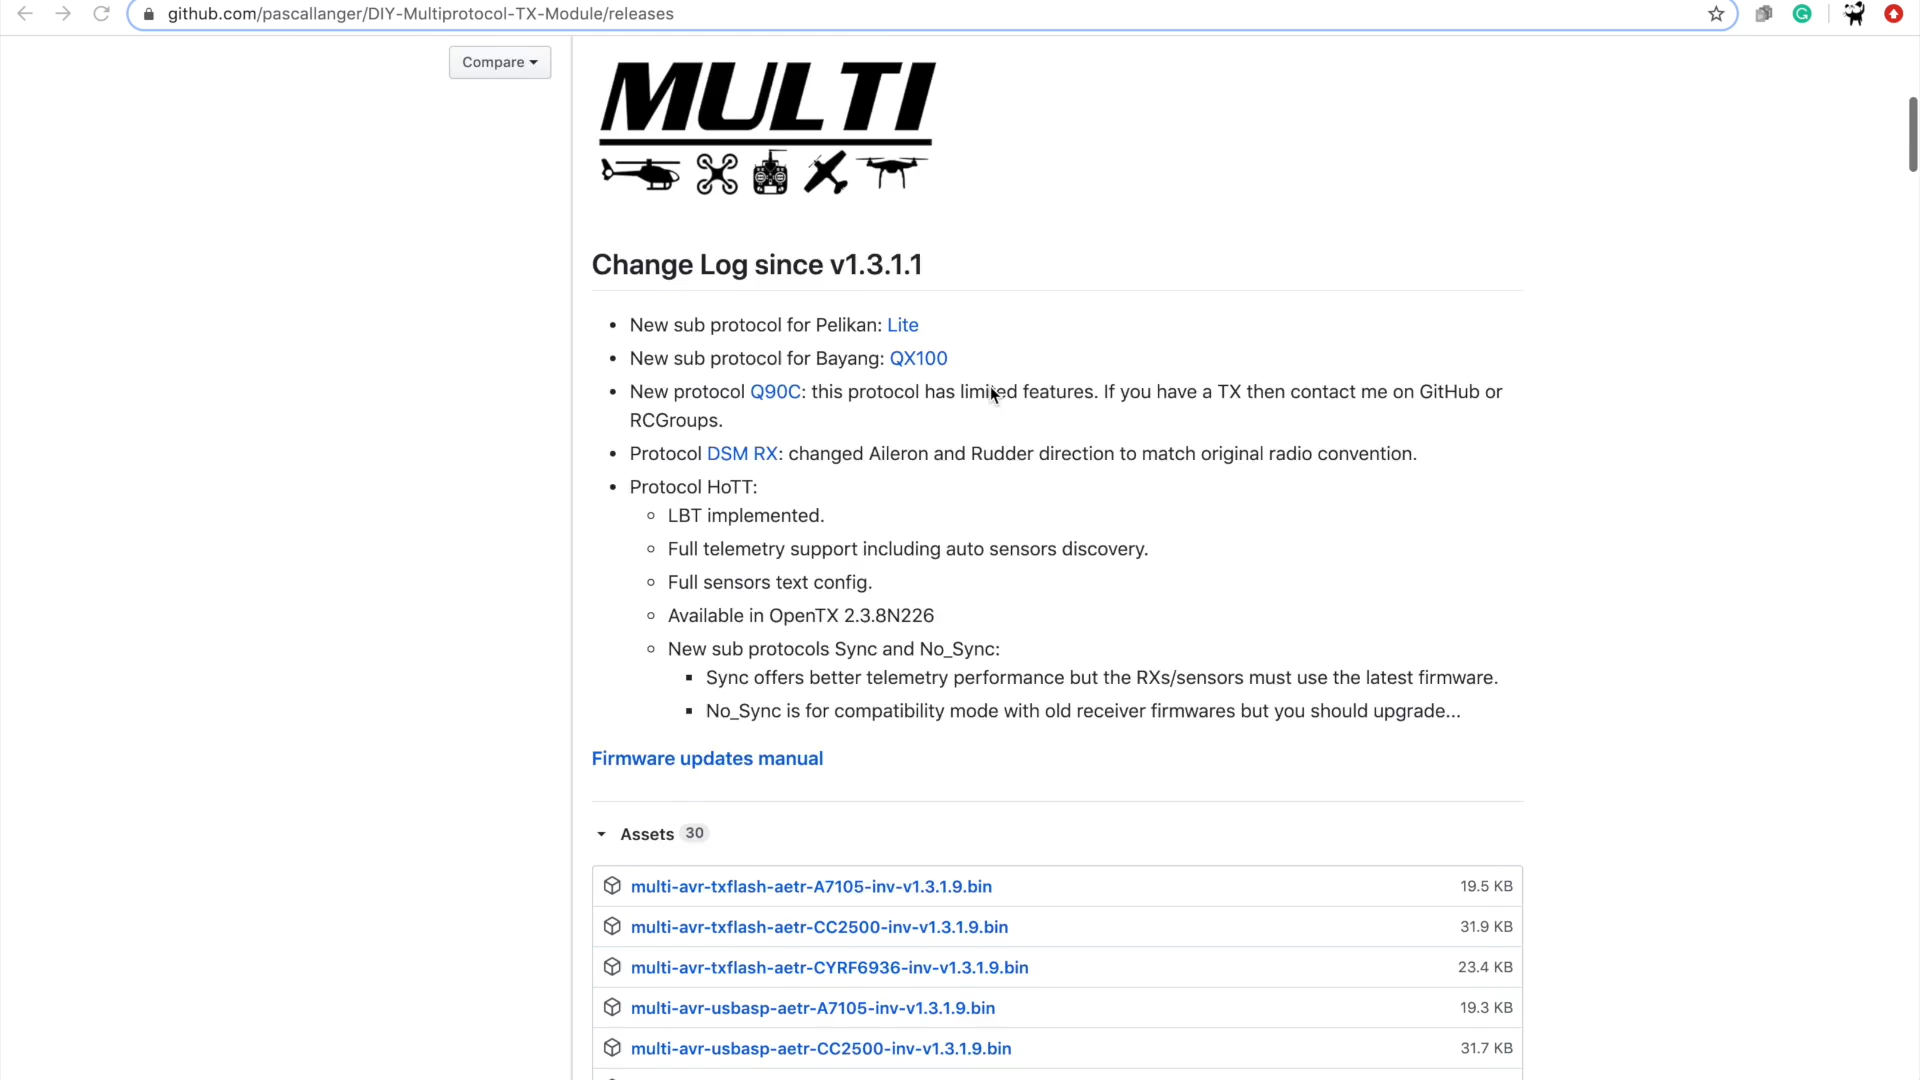 github.com/pascallanger/DIY-Multiprotocol-TX-Module/releases
Compare
MULTI
Change Log since v1.3.1.1
New sub protocol for Pelikan: Lite
New sub protocol for Bayang: QX100
New protocol Q90C: this protocol has limited features. If you have a TX then contact me on GitHub or
RCGroups.
Protocol DSM RX: changed Aileron and Rudder direction to match original radio convention.
Protocol HoTT:
LBT implemented.
Full telemetry support including auto sensors discovery.
Full sensors text config.
Available in OpenTX 2.3.8N226
New sub protocols Sync and No_Sync:
Sync offers better telemetry performance but the RXs/sensors must use the latest firmware.
No_Sync is for compatibility mode with old receiver firmwares but you should upgrade...
Firmware updates manual
Assets 30
multi-avr-txflash-aetr-A7105-inv-v1.3.1.9.bin 19.5 KB
multi-avr-txflash-aetr-CC2500-inv-v1.3.1.9.bin 31.9 KB
multi-avr-txflash-aetr-CYRF6936-inv-v1.3.1.9.bin 23.4 KB
multi-avr-usbasp-aetr-A7105-inv-v1.3.1.9.bin 19.3 KB
multi-avr-usbasp-aetr-CC2500-inv-v1.3.1.9.bin 31.7 KB